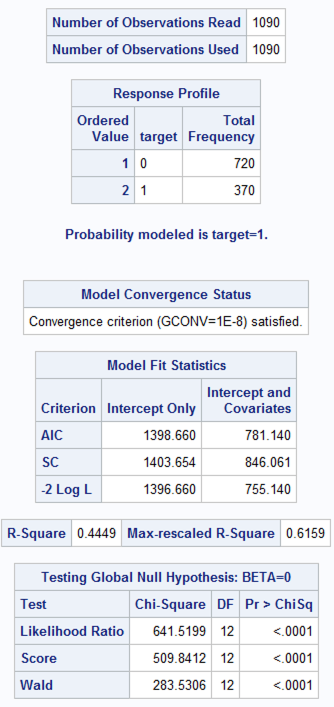 Number of Observations Read 1090
Number of Observations Used 1090
Response Profile
Ordered Value target Total Frequency
1 0 720
2 1 370
Probability modeled is target=1.
Model Convergence Status
Convergence criterion (GCONV=1E-8) satisfied.
Model Fit Statistics
Criterion Intercept Only Intercept and Covariates
AIC 1398.660 781.140
SC 1403.654 846.061
-2 Log L 1396.660 755.140
R-Square 0.4449 Max-rescaled R-Square 0.6159
Testing Global Null Hypothesis: BETA=0
Test Chi-Square DF Pr > ChiSq
Likelihood Ratio 641.5199 12 <.0001
Score 509.8412 12 <.0001
Wald 283.5306 12 <.0001